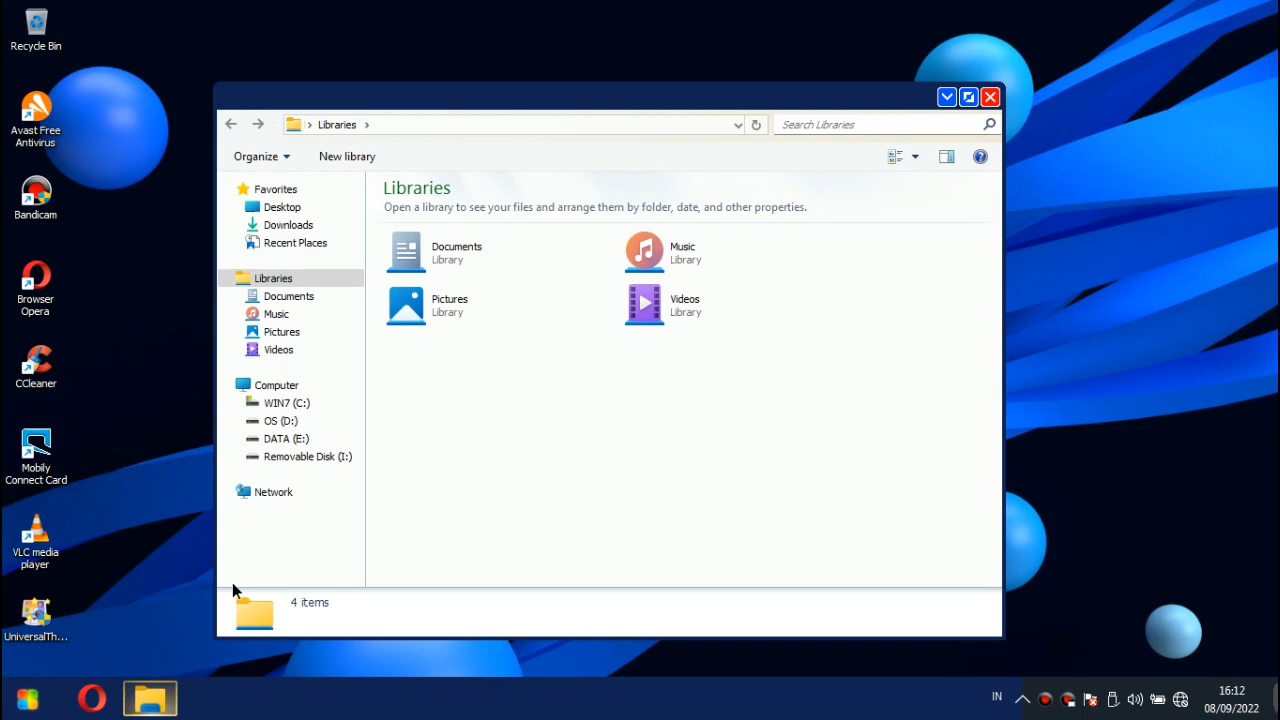 Recycle Bin
Avast Free
Antivirus
Bandicam
Browser
Opera
CCleaner
Mobily
Connect Card
VLC media
player
UniversalTh...
Libraries
Search Libraries
Organize
New library
Favorites
Desktop
Downloads
Recent Places
Libraries
Documents
Music
Pictures
Videos
Computer
WIN7 (C:)
OS (D:)
DATA (E:)
Removable Disk (I:)
Network
Libraries
Open a library to see your files and arrange them by folder, date, and other properties.
Documents
Library
Music
Library
Pictures
Library
Videos
Library
4 items
IN
16:12
08/09/2022